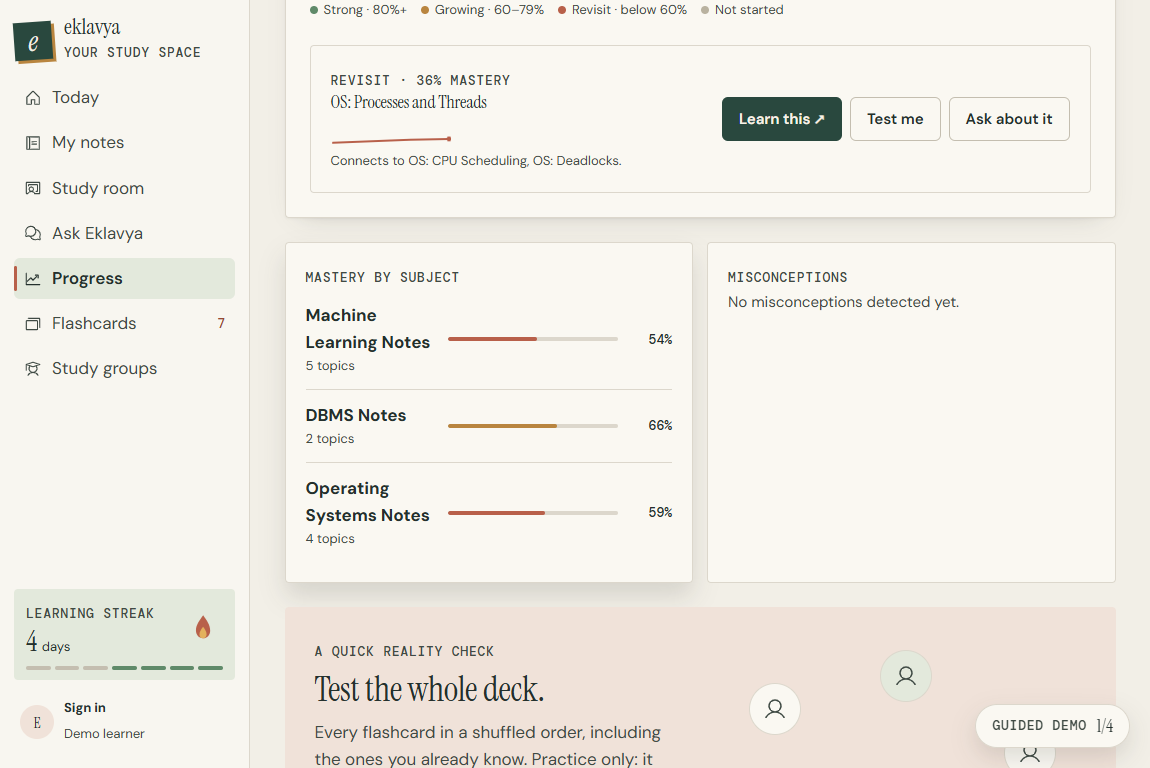 e
eklavya
YOUR STUDY SPACE
Today
My notes
Study room
Ask Eklavya
Progress
Flashcards 7
Study groups
LEARNING STREAK
4 days
E
Sign in
Demo learner
Strong · 80%+ Growing · 60–79% Revisit · below 60% Not started
REVISIT · 36% MASTERY
OS: Processes and Threads
Connects to OS: CPU Scheduling, OS: Deadlocks.
Learn this ↗ Test me Ask about it
MASTERY BY SUBJECT
Machine
Learning Notes
5 topics
54%
DBMS Notes
2 topics
66%
Operating
Systems Notes
4 topics
59%
MISCONCEPTIONS
No misconceptions detected yet.
A QUICK REALITY CHECK
Test the whole deck.
Every flashcard in a shuffled order, including
the ones you already know. Practice only: it
GUIDED DEMO 1/4